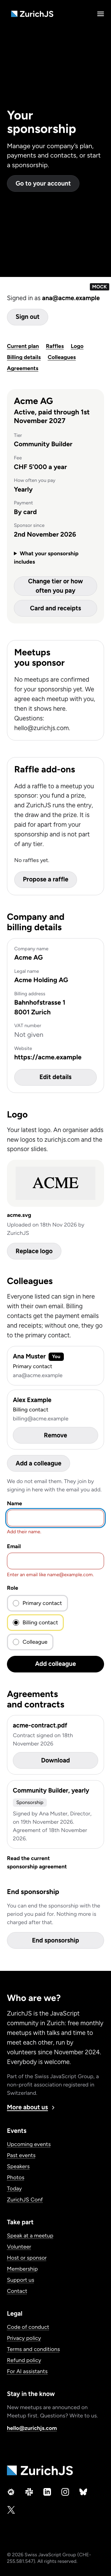 ZurichJS
Your
sponsorship
Manage your company's plan,
payments and contacts, or start
a sponsorship.
Go to your account
MOCK
Signed in as ana@acme.example
Sign out
Current plan Raffles Logo
Billing details Colleagues
Agreements
Acme AG
Active, paid through 1st
November 2027
Tier
Community Builder
Fee
CHF 5'000 a year
How often you pay
Yearly
Payment
By card
Sponsor since
2nd November 2026
What your sponsorship
includes
Change tier or how
often you pay
Card and receipts
Meetups
you sponsor
No meetups are confirmed
for your sponsorship yet. We
agree each meetup with you,
then it shows here.
Questions:
hello@zurichjs.com.
Raffle add-ons
Add a raffle to a meetup you
sponsor: you fund a prize,
and ZurichJS runs the entry
and draw, in the room. It is
agreed and paid apart from
your sponsorship and is not
part of any tier.
No raffles yet.
Propose a raffle
Company and
billing details
Company name
Acme AG
Legal name
Acme Holding AG
Billing address
Bahnhofstrasse 1
8001 Zurich
VAT number
Not given
Website
https://acme.example
Edit details
Logo
Your latest logo. An organiser adds
new logos to zurichjs.com and the
sponsor slides.
ACME
acme.svg
Uploaded on 18th Nov 2026 by
ZurichJS
Replace logo
Colleagues
Everyone listed can sign in here
with their own email. Billing
contacts get the payment emails
and receipts, and if there is none,
they go to the primary contact.
Ana Muster You
Primary contact
ana@acme.example
Alex Example
Billing contact
billing@acme.example
Remove
Add a colleague
We do not email them. They join by
signing in here with the email you add.
Name
Add their name.
Email
Enter an email like name@example.com.
Role
Primary contact
Billing contact
Colleague
Add colleague
Agreements
and contracts
acme-contract.pdf
Contract signed on 18th
November 2026
Download
Community Builder, yearly
Sponsorship
Signed by Ana Muster, Director,
on 19th November 2026.
Agreement of 18th November
2026.
Read the current
sponsorship agreement
End sponsorship
You can end the sponsorship with the
period you paid for. Nothing more is
charged after that.
End sponsorship
Who are we?
ZurichJS is the JavaScript
community in Zurich: free monthly
meetups with talks and time to
meet each other, run by
volunteers since November 2024.
Everybody is welcome.
Part of the Swiss JavaScript Group, a
non-profit association registered in
Switzerland.
More about us
Events
Upcoming events
Past events
Speakers
Photos
Today
ZurichJS Conf
Take part
Speak at a meetup
Volunteer
Host or sponsor
Membership
Support us
Contact
Legal
Code of conduct
Privacy policy
Terms and conditions
Refund policy
For AI assistants
Stay in the know
New meetups are announced on
Meetup first. Questions? Write to us.
hello@zurichjs.com
ZurichJS
© 2026 Swiss JavaScript Group (CHE-
255.581.547). All rights reserved.